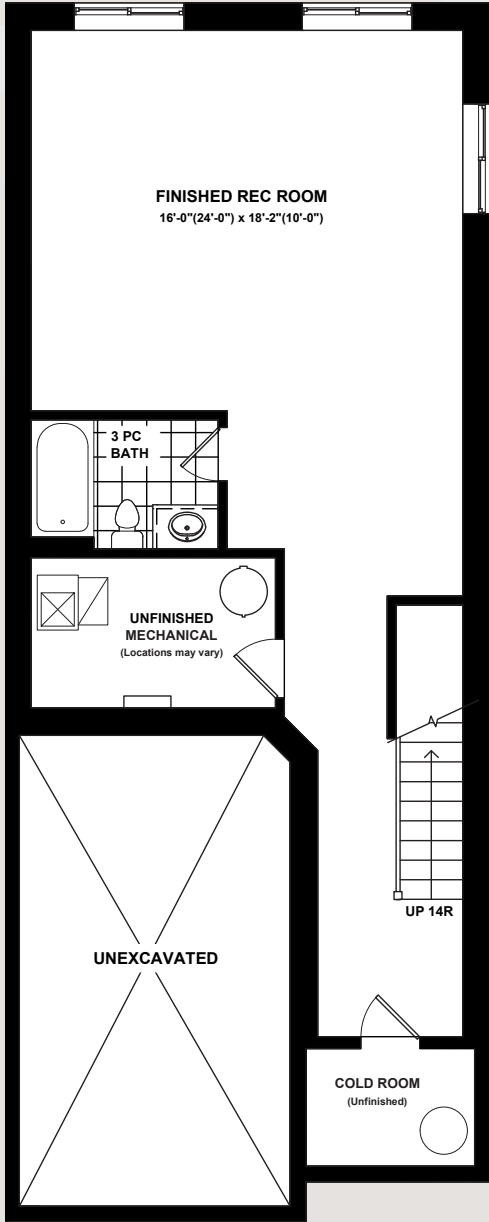 FINISHED REC ROOM
16'-0"(24'-0") x 18'-2"(10'-0")
3 PC
BATH
UNFINISHED
MECHANICAL
(Locations may vary)
UP 14R
UNEXCAVATED
COLD ROOM
(Unfinished)